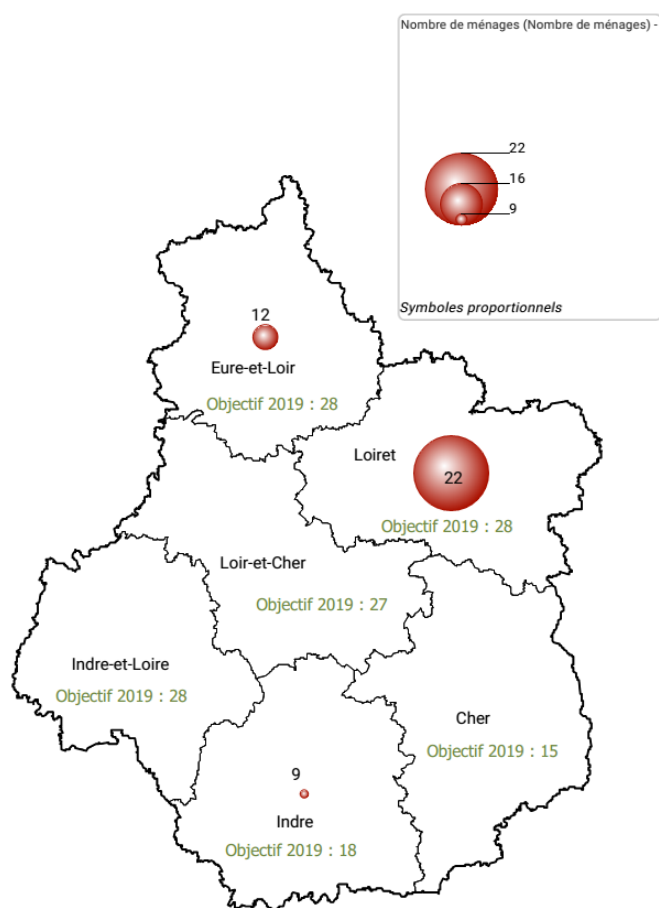 Nombre de ménages (Nombre de ménages) -
22
16
9
Symboles proportionnels
12
Eure-et-Loir
Objectif 2019 : 28
Loiret
22
Objectif 2019 : 28
Loir-et-Cher
Objectif 2019 : 27
Indre-et-Loire
Objectif 2019 : 28
Cher
Objectif 2019 : 15
9
Indre
Objectif 2019 : 18